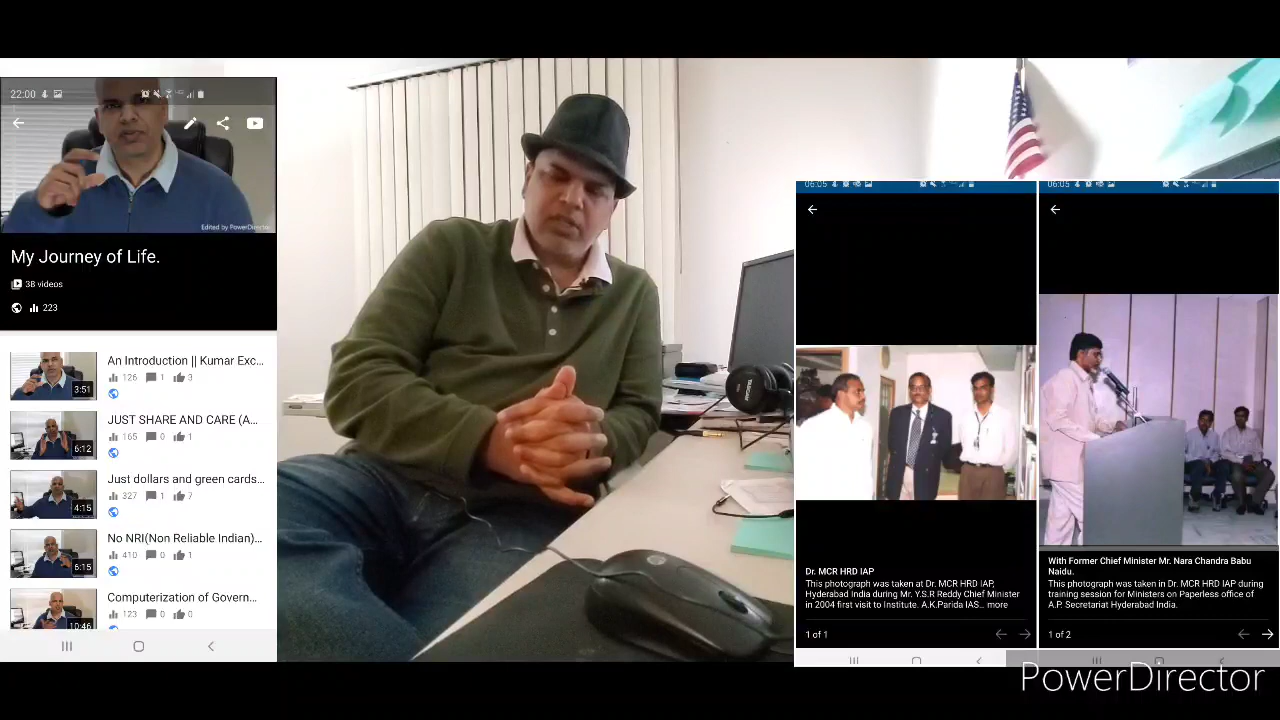 22:00
Edited by PowerDirector
My Journey of Life.
38 videos
223
An Introduction || Kumar Exc...
126 1 3
3:51
JUST SHARE AND CARE (A...
165 0 1
6:12
Just dollars and green cards...
327 1 7
4:15
No NRI(Non Reliable Indian)...
410 0 1
6:15
Computerization of Govern...
123 0 0
10:46
06:05
Dr. MCR HRD IAP
This photograph was taken at Dr. MCR HRD IAP,
Hyderabad India during Mr. Y.S.R Reddy Chief Minister
in 2004 first visit to Institute. A.K.Parida IAS... more
1 of 1
06:05
With Former Chief Minister Mr. Nara Chandra Babu
Naidu.
This photograph was taken in Dr. MCR HRD IAP during
training session for Ministers on Paperless office of
A.P. Secretariat Hyderabad India.
1 of 2
PowerDirector